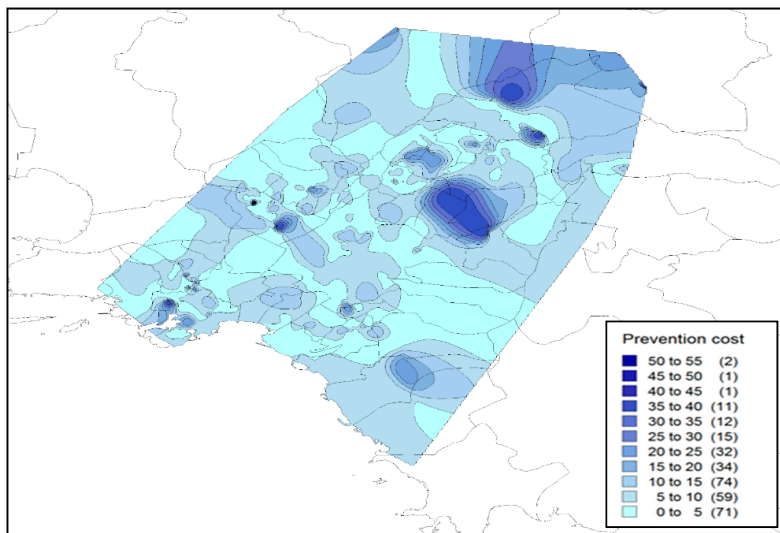 Prevention cost
50 to 55 (2)
45 to 50 (1)
40 to 45 (1)
35 to 40 (11)
30 to 35 (12)
25 to 30 (15)
20 to 25 (32)
15 to 20 (34)
10 to 15 (74)
5 to 10 (59)
0 to 5 (71)